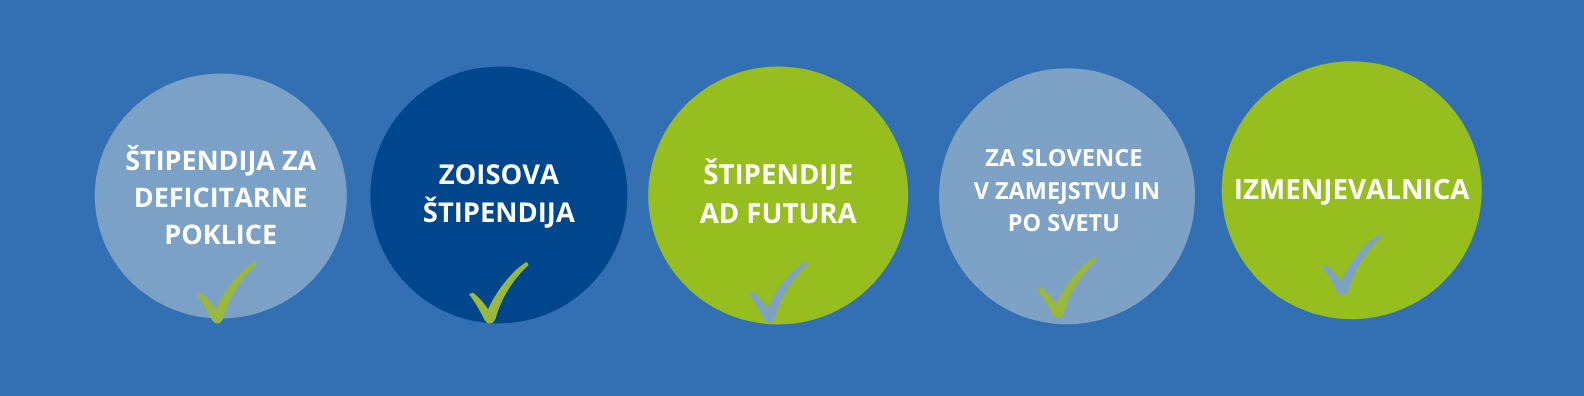 ŠTIPENDIJA ZA
DEFICITARNE
POKLICE
ZOISOVA
ŠTIPENDIJA
ŠTIPENDIJE
AD FUTURA
ZA SLOVENCE
V ZAMEJSTVU IN
PO SVETU
IZMENJEVALNICA